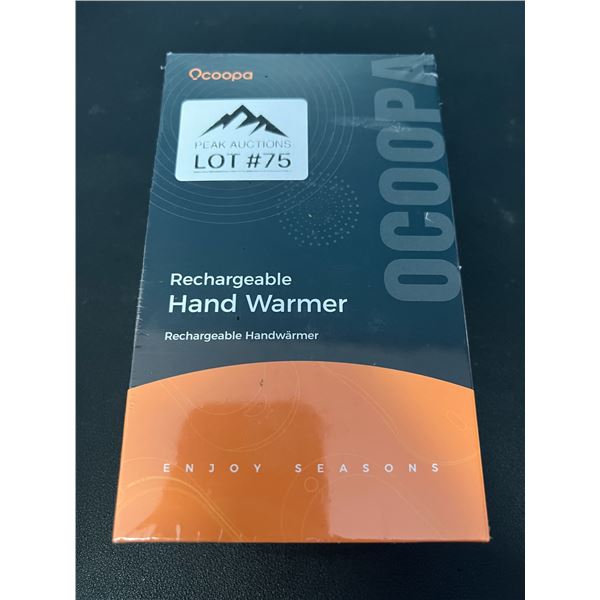 Ocoopa
PEAK AUCTIONS
LOT #75
OCOOPA
Rechargeable
Hand Warmer
Rechargeable Handwärmer
ENJOY SEASONS